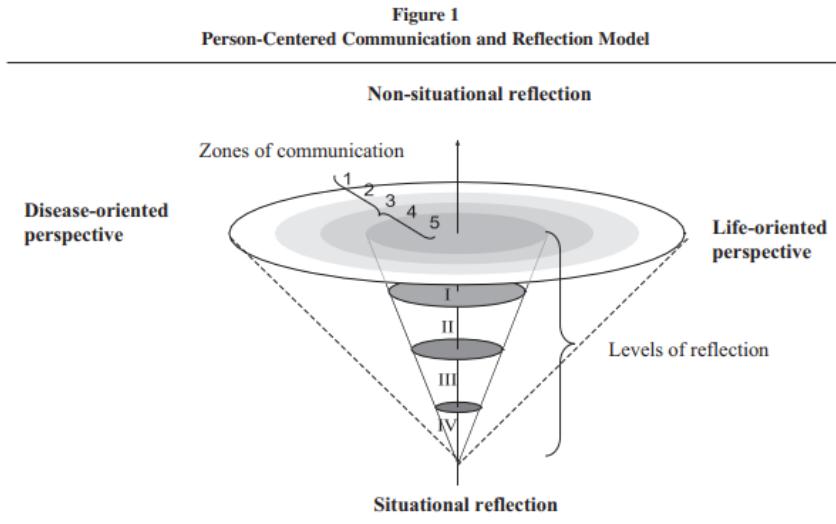 Figure 1
Person-Centered Communication and Reflection Model
Non-situational reflection
Zones of communication
1
2
3
4
5
Disease-oriented
perspective
Life-oriented
perspective
I
II
III
IV
Levels of reflection
Situational reflection